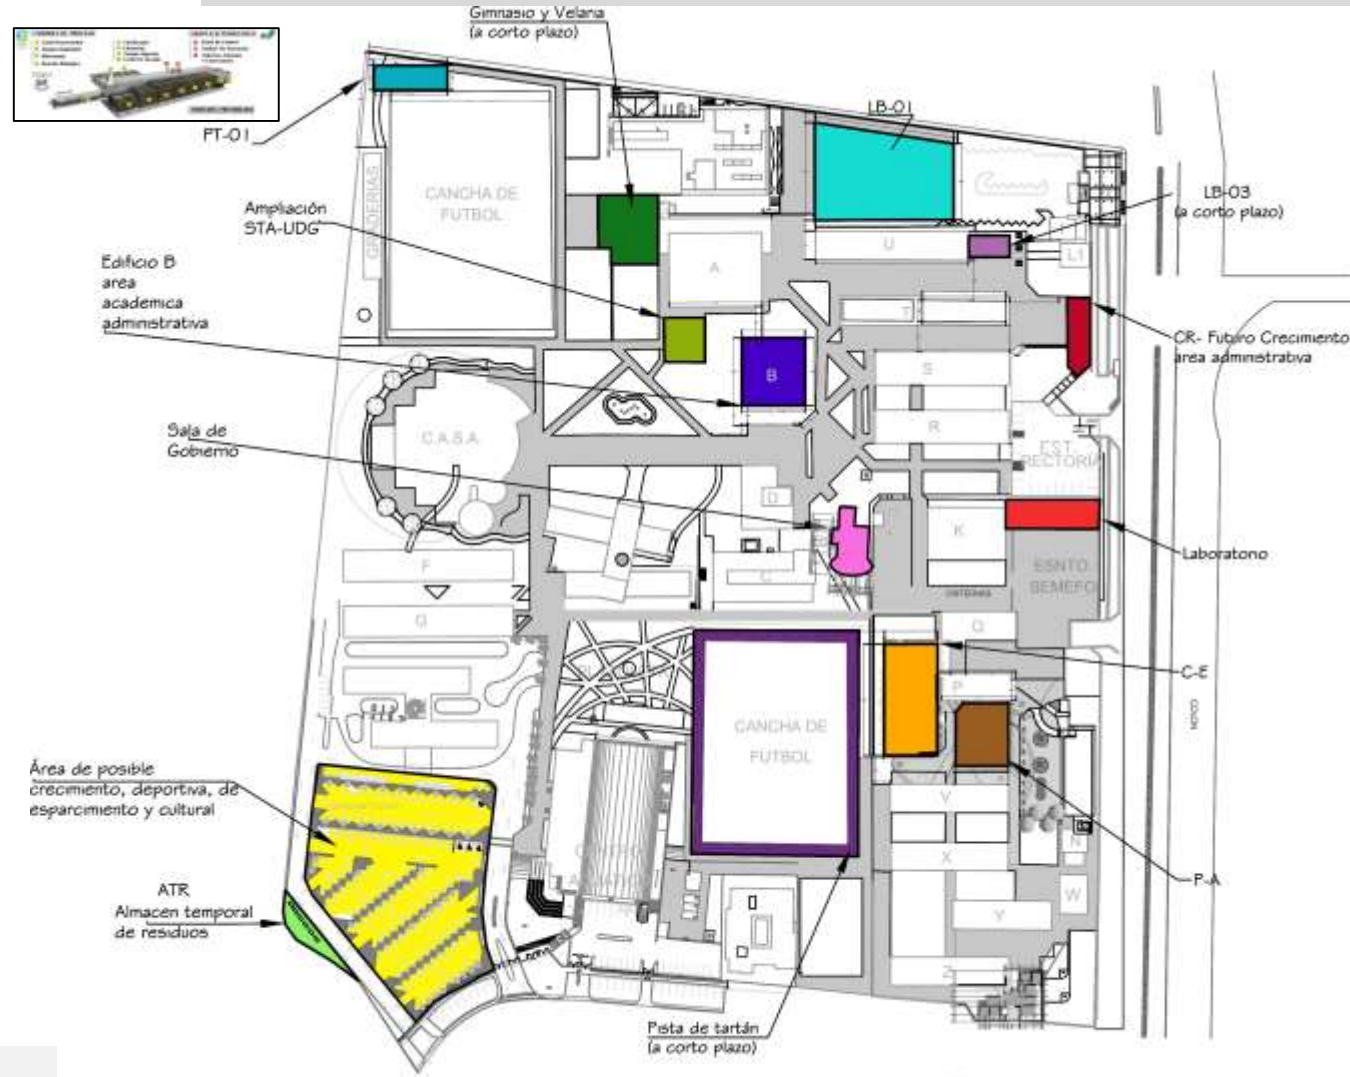 Gimnasio y Velaria
(a corto plazo)
PT-01
LB-01
LB-03
(a corto plazo)
GRADERIAS
CANCHA DE
FUTBOL
Ampliación
STA-UDG
U
L1
A
Edificio B
area
academica
administrativa
T
CR- Futuro Crecimiento
area administrativa
B
S
Sala de
Gobierno
C.A.S.A.
R
EST.
RECTORIA
D
K
Laboratorio
F
C
ESNTO.
SEMEFO
G
Q
C-E
P
CANCHA DE
FUTBOL
Área de posible
crecimiento, deportiva, de
esparcimiento y cultural
V
N
X
P-A
ATR
Almacen temporal
de residuos
W
Y
Z
Pista de tartán
(a corto plazo)